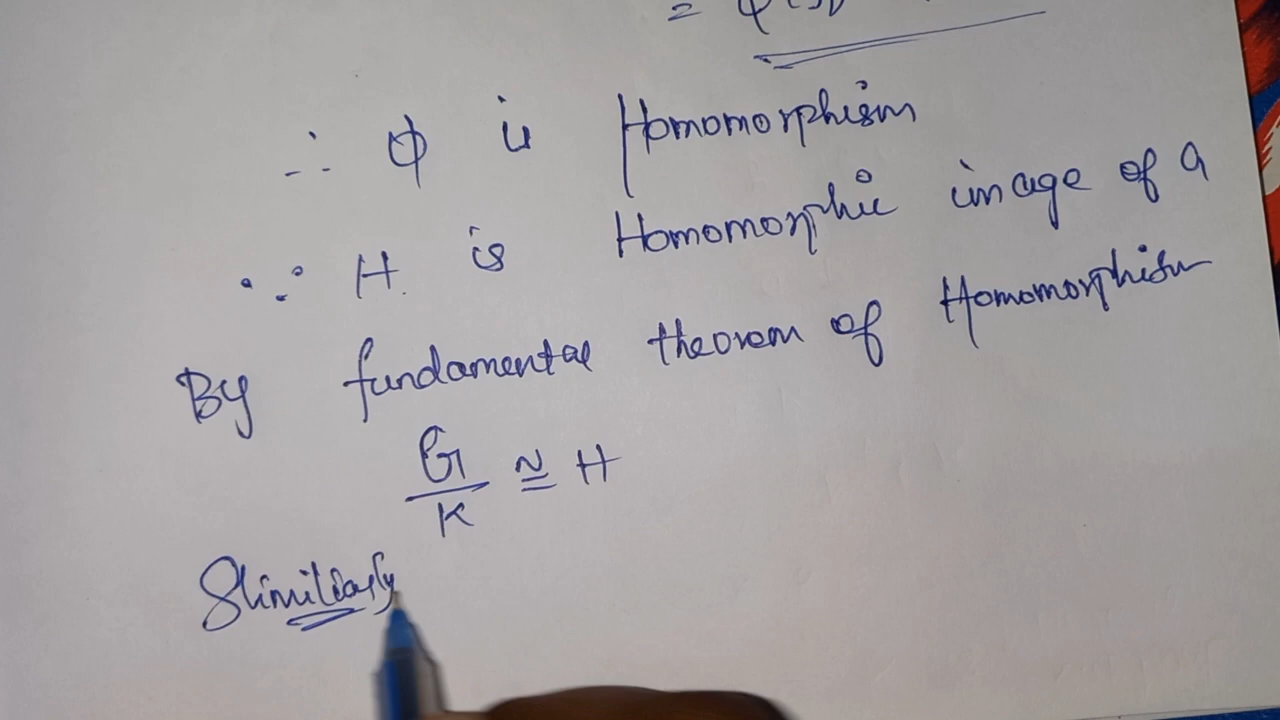 = φ(
∴ φ is Homomorphism
∵ H is Homomorphic image of G
By fundamental theorem of Homomorphism
G/K ≅ H
Slimilarly